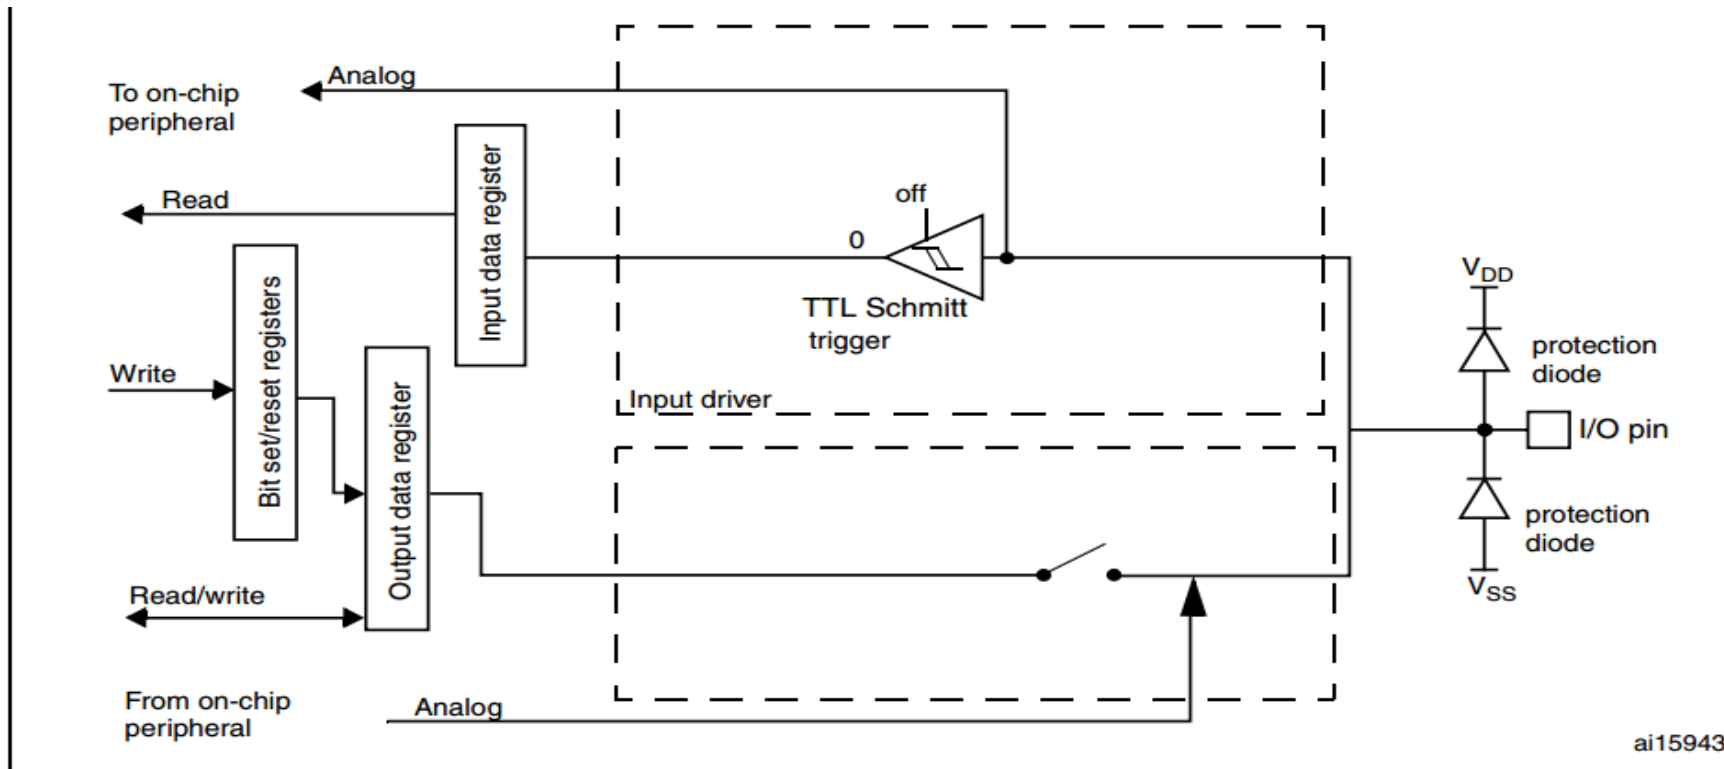 Analog
To on-chip
peripheral
Read
Input data register
off
0
TTL Schmitt
trigger
Input driver
Bit set/reset registers
Write
Output data register
Read/write
From on-chip
peripheral
Analog
VDD
protection
diode
I/O pin
protection
diode
VSS
ai15943